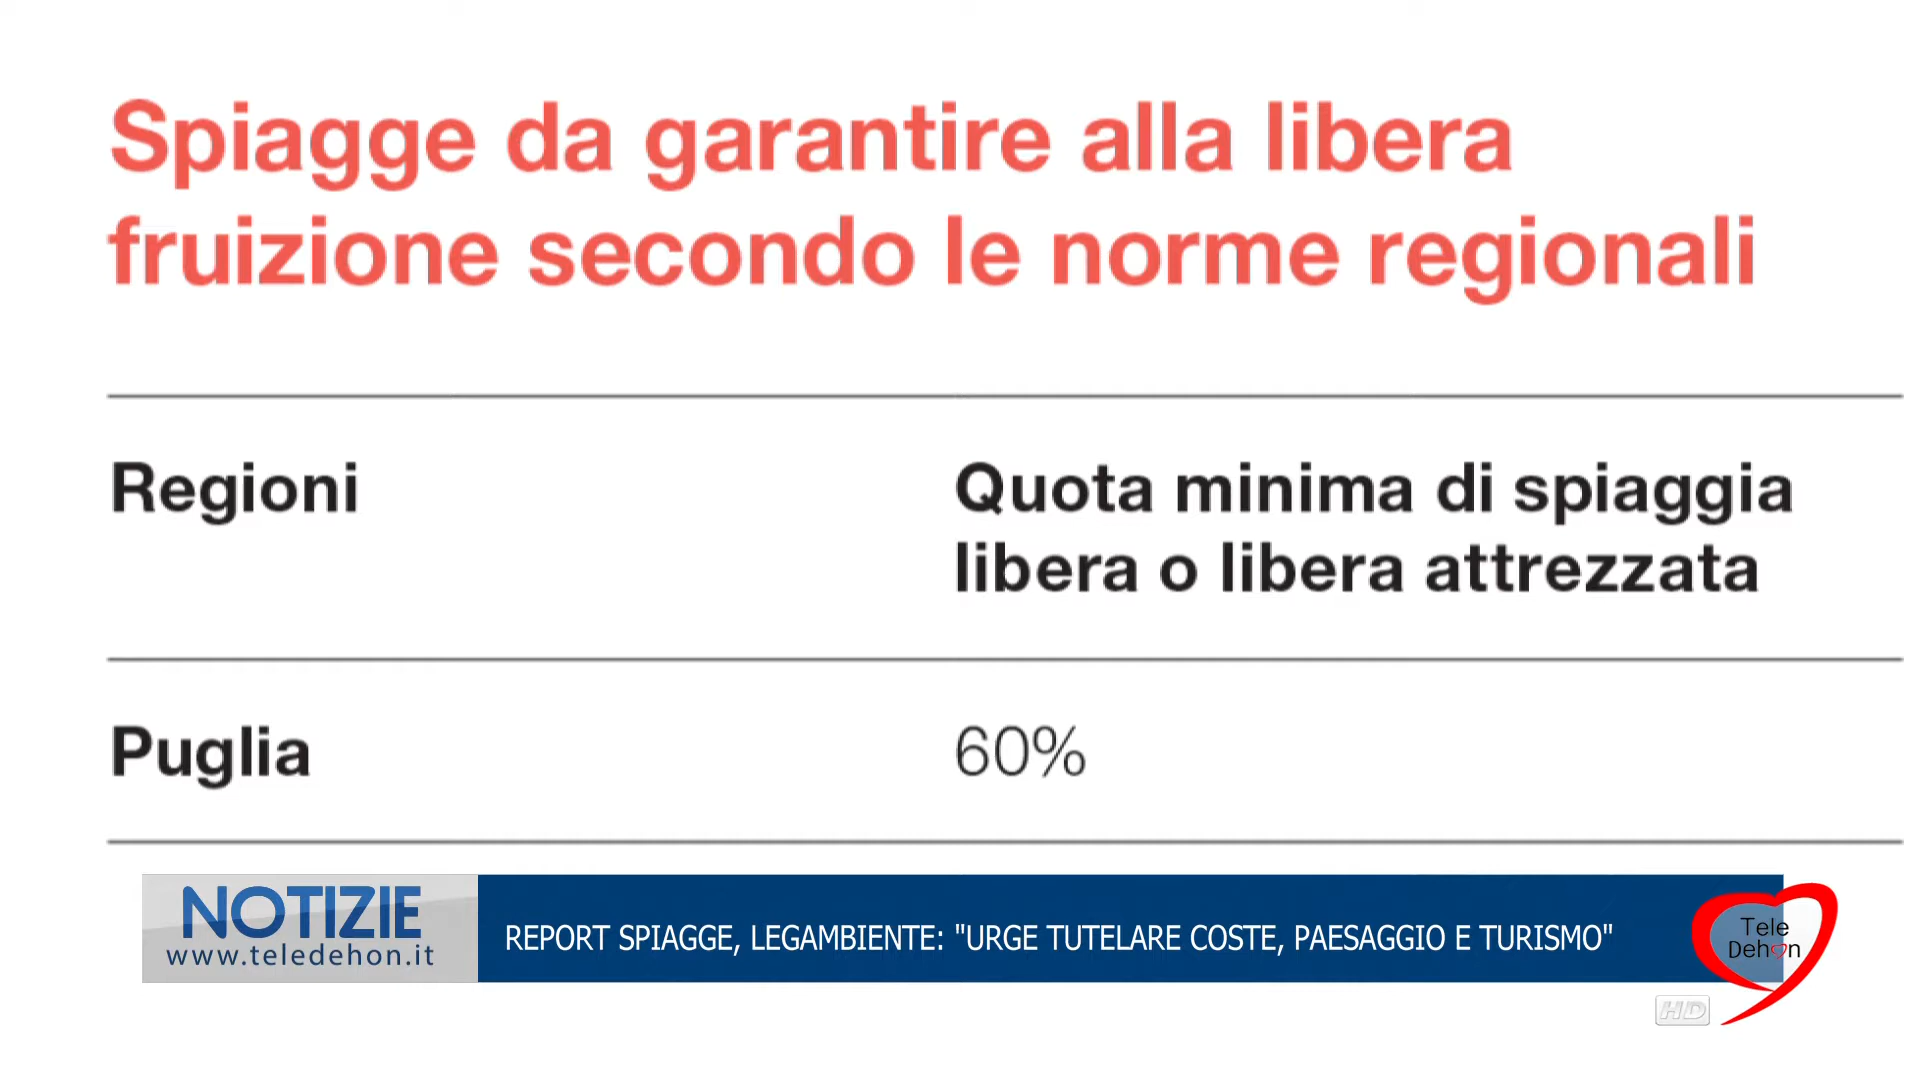 Spiagge da garantire alla libera
fruizione secondo le norme regionali
Regioni
Quota minima di spiaggia
libera o libera attrezzata
Puglia
60%
NOTIZIE
www.teledehon.it
REPORT SPIAGGE, LEGAMBIENTE: "URGE TUTELARE COSTE, PAESAGGIO E TURISMO"
Tele
Dehon
HD